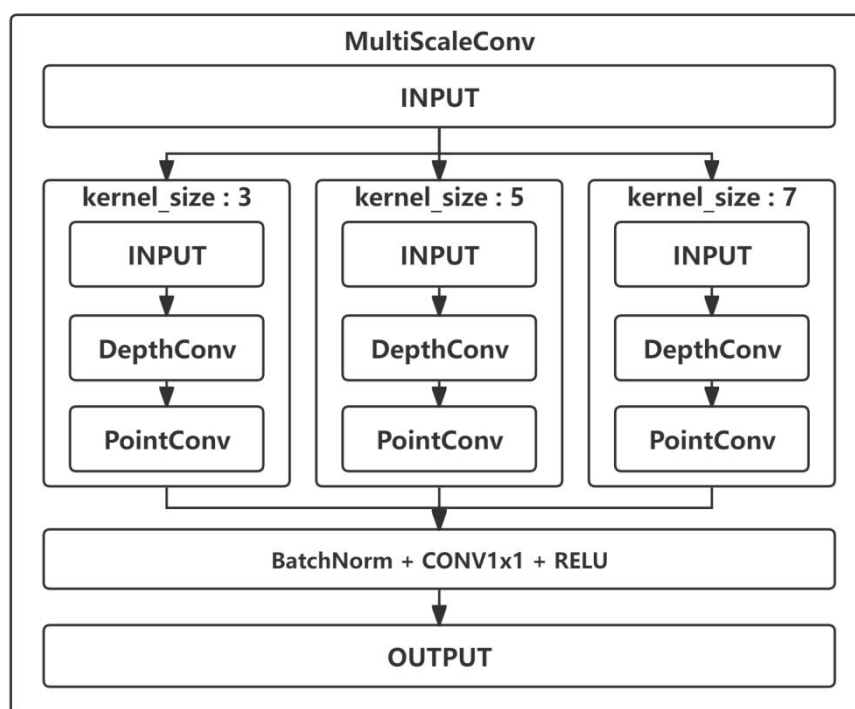 MultiScaleConv
INPUT
kernel_size : 3
INPUT
DepthConv
PointConv
kernel_size : 5
INPUT
DepthConv
PointConv
kernel_size : 7
INPUT
DepthConv
PointConv
BatchNorm + CONV1x1 + RELU
OUTPUT